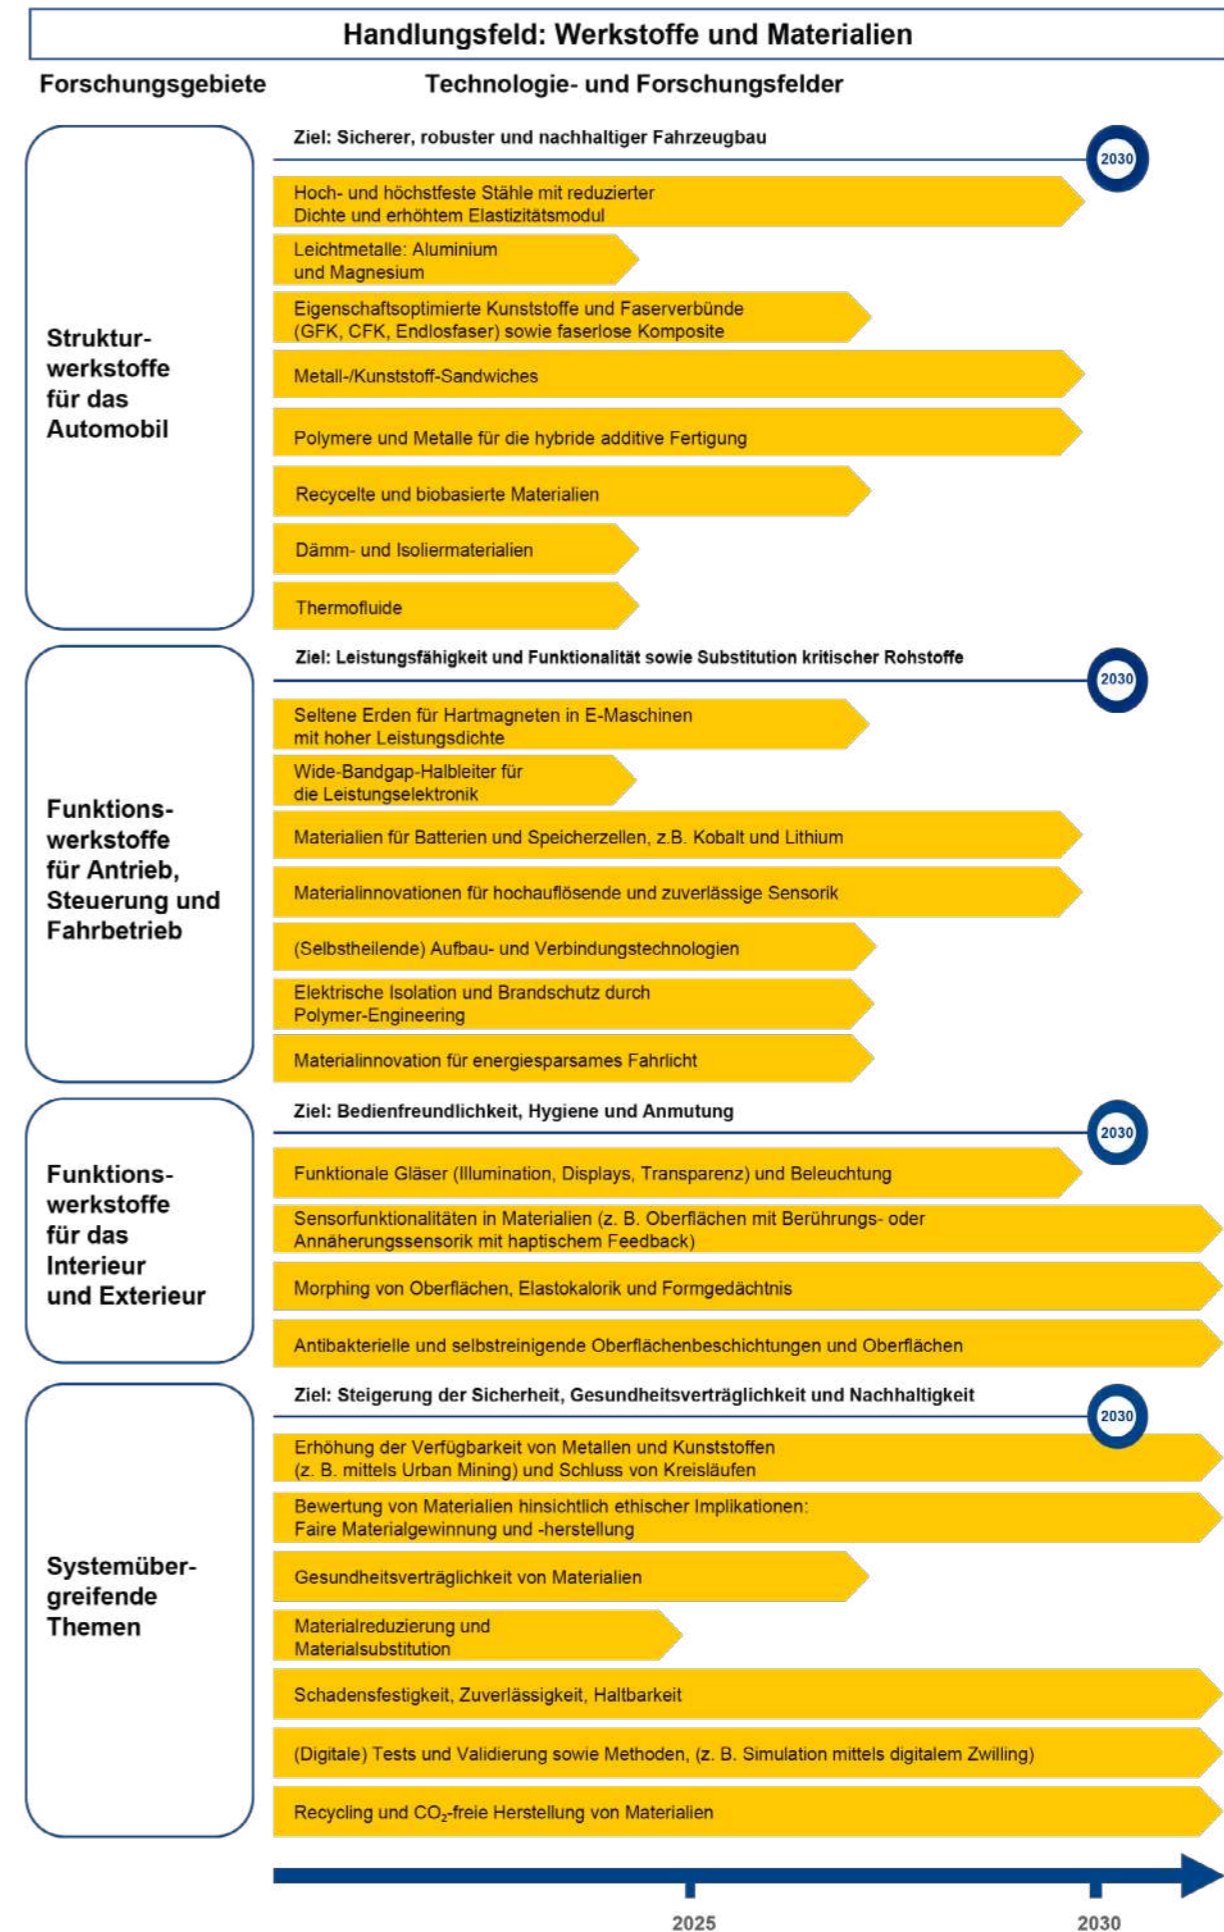 Handlungsfeld: Werkstoffe und Materialien
Forschungsgebiete
Technologie- und Forschungsfelder
Struktur-
werkstoffe
für das
Automobil
Ziel: Sicherer, robuster und nachhaltiger Fahrzeugbau
2030
Hoch- und höchstfeste Stähle mit reduzierter
Dichte und erhöhtem Elastizitätsmodul
Leichtmetalle: Aluminium
und Magnesium
Eigenschaftsoptimierte Kunststoffe und Faserverbünde
(GFK, CFK, Endlosfaser) sowie faserlose Komposite
Metall-/Kunststoff-Sandwiches
Polymere und Metalle für die hybride additive Fertigung
Recycelte und biobasierte Materialien
Dämm- und Isoliermaterialien
Thermofluide
Funktions-
werkstoffe
für Antrieb,
Steuerung und
Fahrbetrieb
Ziel: Leistungsfähigkeit und Funktionalität sowie Substitution kritischer Rohstoffe
2030
Seltene Erden für Hartmagneten in E-Maschinen
mit hoher Leistungsdichte
Wide-Bandgap-Halbleiter für
die Leistungselektronik
Materialien für Batterien und Speicherzellen, z.B. Kobalt und Lithium
Materialinnovationen für hochauflösende und zuverlässige Sensorik
(Selbstheilende) Aufbau- und Verbindungstechnologien
Elektrische Isolation und Brandschutz durch
Polymer-Engineering
Materialinnovation für energiesparsames Fahrlicht
Funktions-
werkstoffe
für das
Interieur
und Exterieur
Ziel: Bedienfreundlichkeit, Hygiene und Anmutung
2030
Funktionale Gläser (Illumination, Displays, Transparenz) und Beleuchtung
Sensorfunktionalitäten in Materialien (z. B. Oberflächen mit Berührungs- oder
Annäherungssensorik mit haptischem Feedback)
Morphing von Oberflächen, Elastokalorik und Formgedächtnis
Antibakterielle und selbstreinigende Oberflächenbeschichtungen und Oberflächen
Systemüber-
greifende
Themen
Ziel: Steigerung der Sicherheit, Gesundheitsverträglichkeit und Nachhaltigkeit
2030
Erhöhung der Verfügbarkeit von Metallen und Kunststoffen
(z. B. mittels Urban Mining) und Schluss von Kreisläufen
Bewertung von Materialien hinsichtlich ethischer Implikationen:
Faire Materialgewinnung und -herstellung
Gesundheitsverträglichkeit von Materialien
Materialreduzierung und
Materialsubstitution
Schadensfestigkeit, Zuverlässigkeit, Haltbarkeit
(Digitale) Tests und Validierung sowie Methoden, (z. B. Simulation mittels digitalem Zwilling)
Recycling und CO₂-freie Herstellung von Materialien
2025
2030